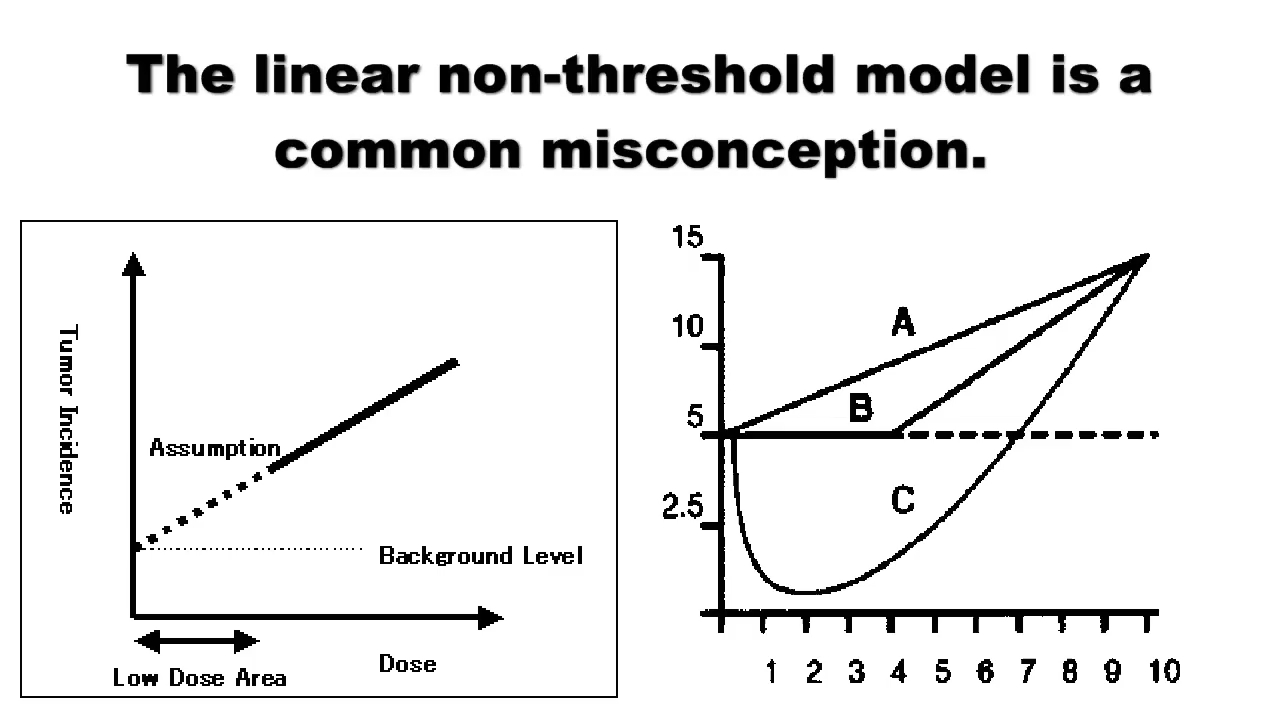 The linear non-threshold model is a
common misconception.
Tumor Incidence
Assumption
Background Level
Low Dose Area
Dose
15
10
5
2.5
A
B
C
1 2 3 4 5 6 7 8 9 10